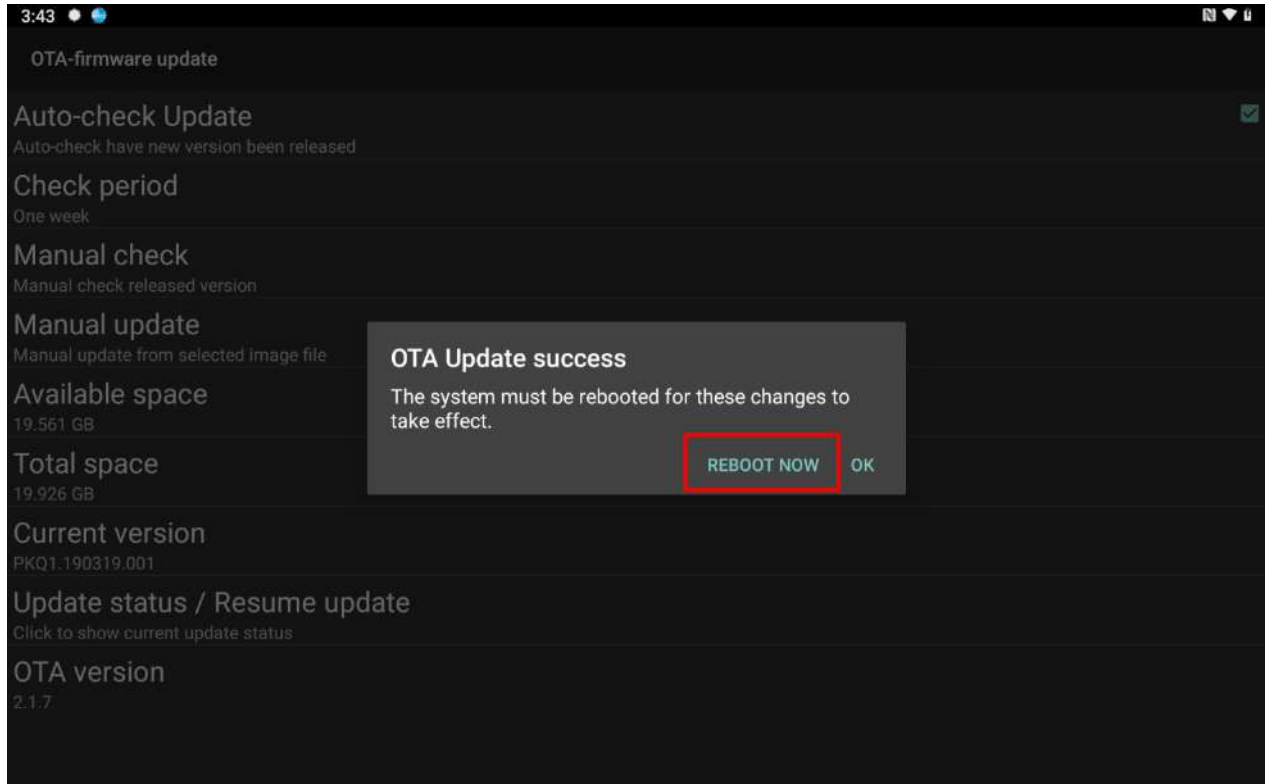 3:43
OTA-firmware update
Auto-check Update
Auto-check have new version been released
Check period
One week
Manual check
Manual check released version
Manual update
Manual update from selected image file
OTA Update success
The system must be rebooted for these changes to
take effect.
REBOOT NOW OK
Available space
19.561 GB
Total space
19.926 GB
Current version
PKQ1.190319.001
Update status / Resume update
Click to show current update status
OTA version
2.1.7